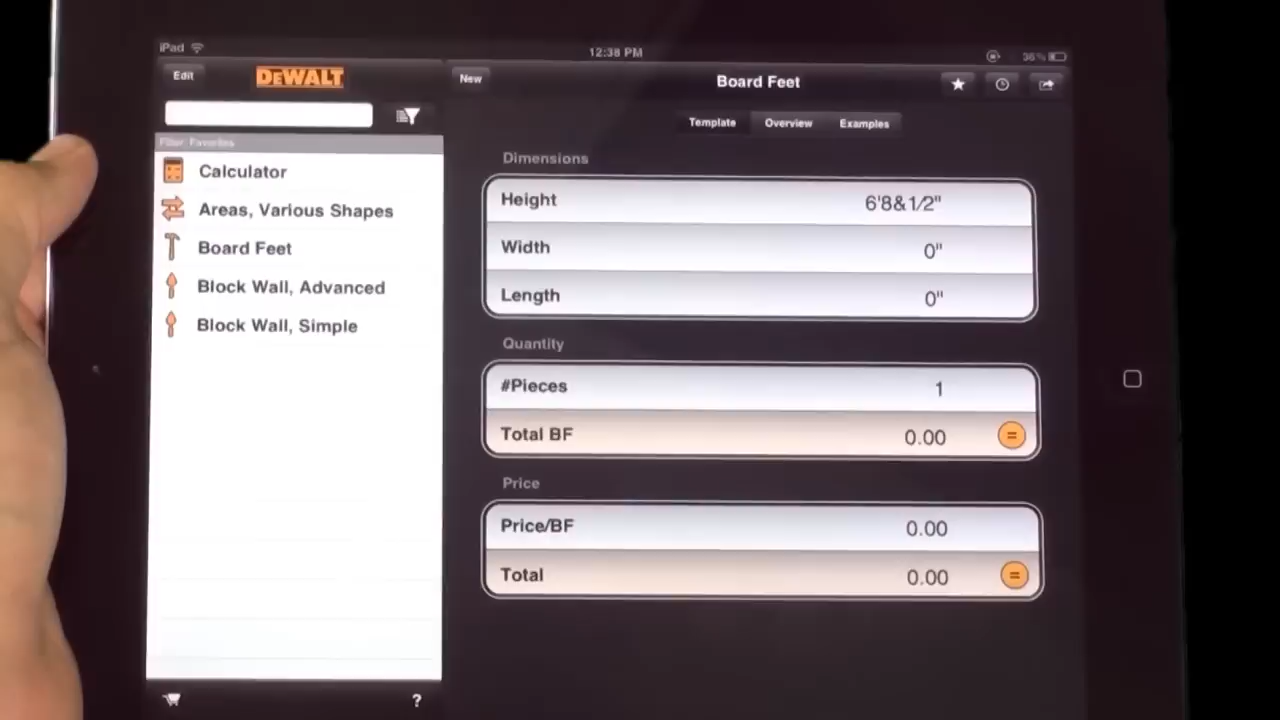 iPad
12:38 PM
36%
Edit
DEWALT
New
Board Feet
Template
Overview
Examples
Filter: Favorites
Calculator
Areas, Various Shapes
Board Feet
Block Wall, Advanced
Block Wall, Simple
Dimensions
Height 6'8&1/2"
Width 0"
Length 0"
Quantity
#Pieces 1
Total BF 0.00 =
Price
Price/BF 0.00
Total 0.00 =
?